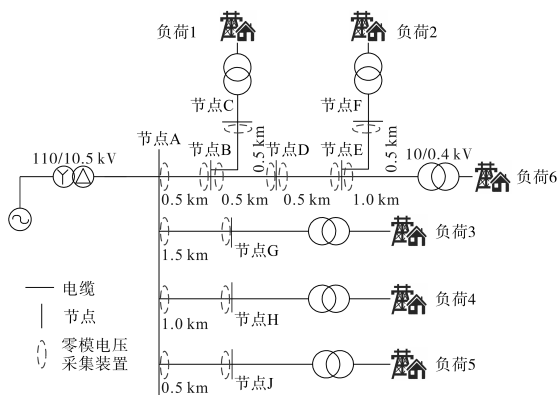 负荷1
负荷2
节点C
节点F
节点A
0.5 km
0.5 km
110/10.5 kV
节点B
节点D
节点E
10/0.4 kV
负荷6
0.5 km
0.5 km
0.5 km
1.0 km
负荷3
1.5 km
节点G
电缆
节点
零模电压
采集装置
负荷4
1.0 km
节点H
负荷5
0.5 km
节点J